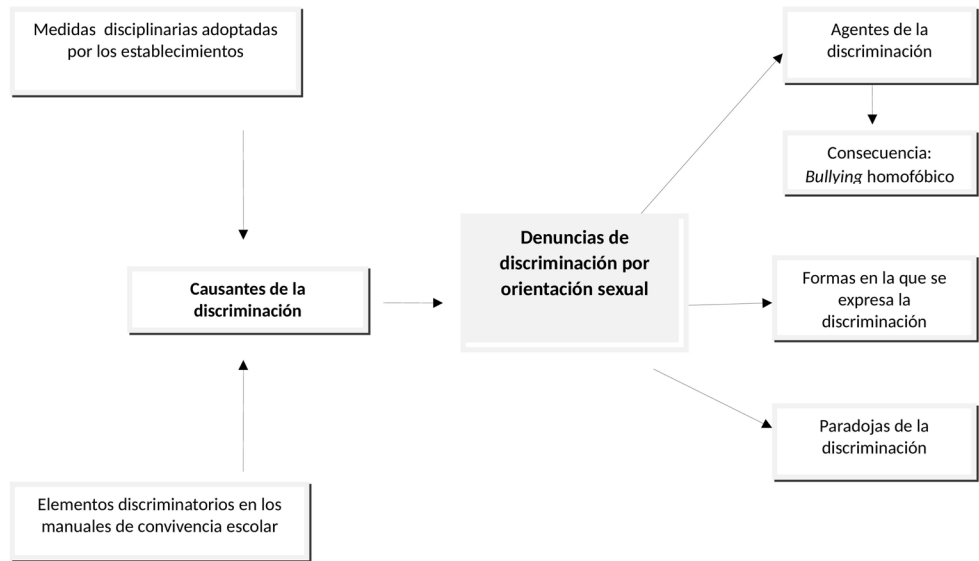 Medidas disciplinarias adoptadas
por los establecimientos
Agentes de la
discriminación
Consecuencia:
Bullying homofóbico
Denuncias de
discriminación por
orientación sexual
Causantes de la
discriminación
Formas en la que se
expresa la
discriminación
Paradojas de la
discriminación
Elementos discriminatorios en los
manuales de convivencia escolar